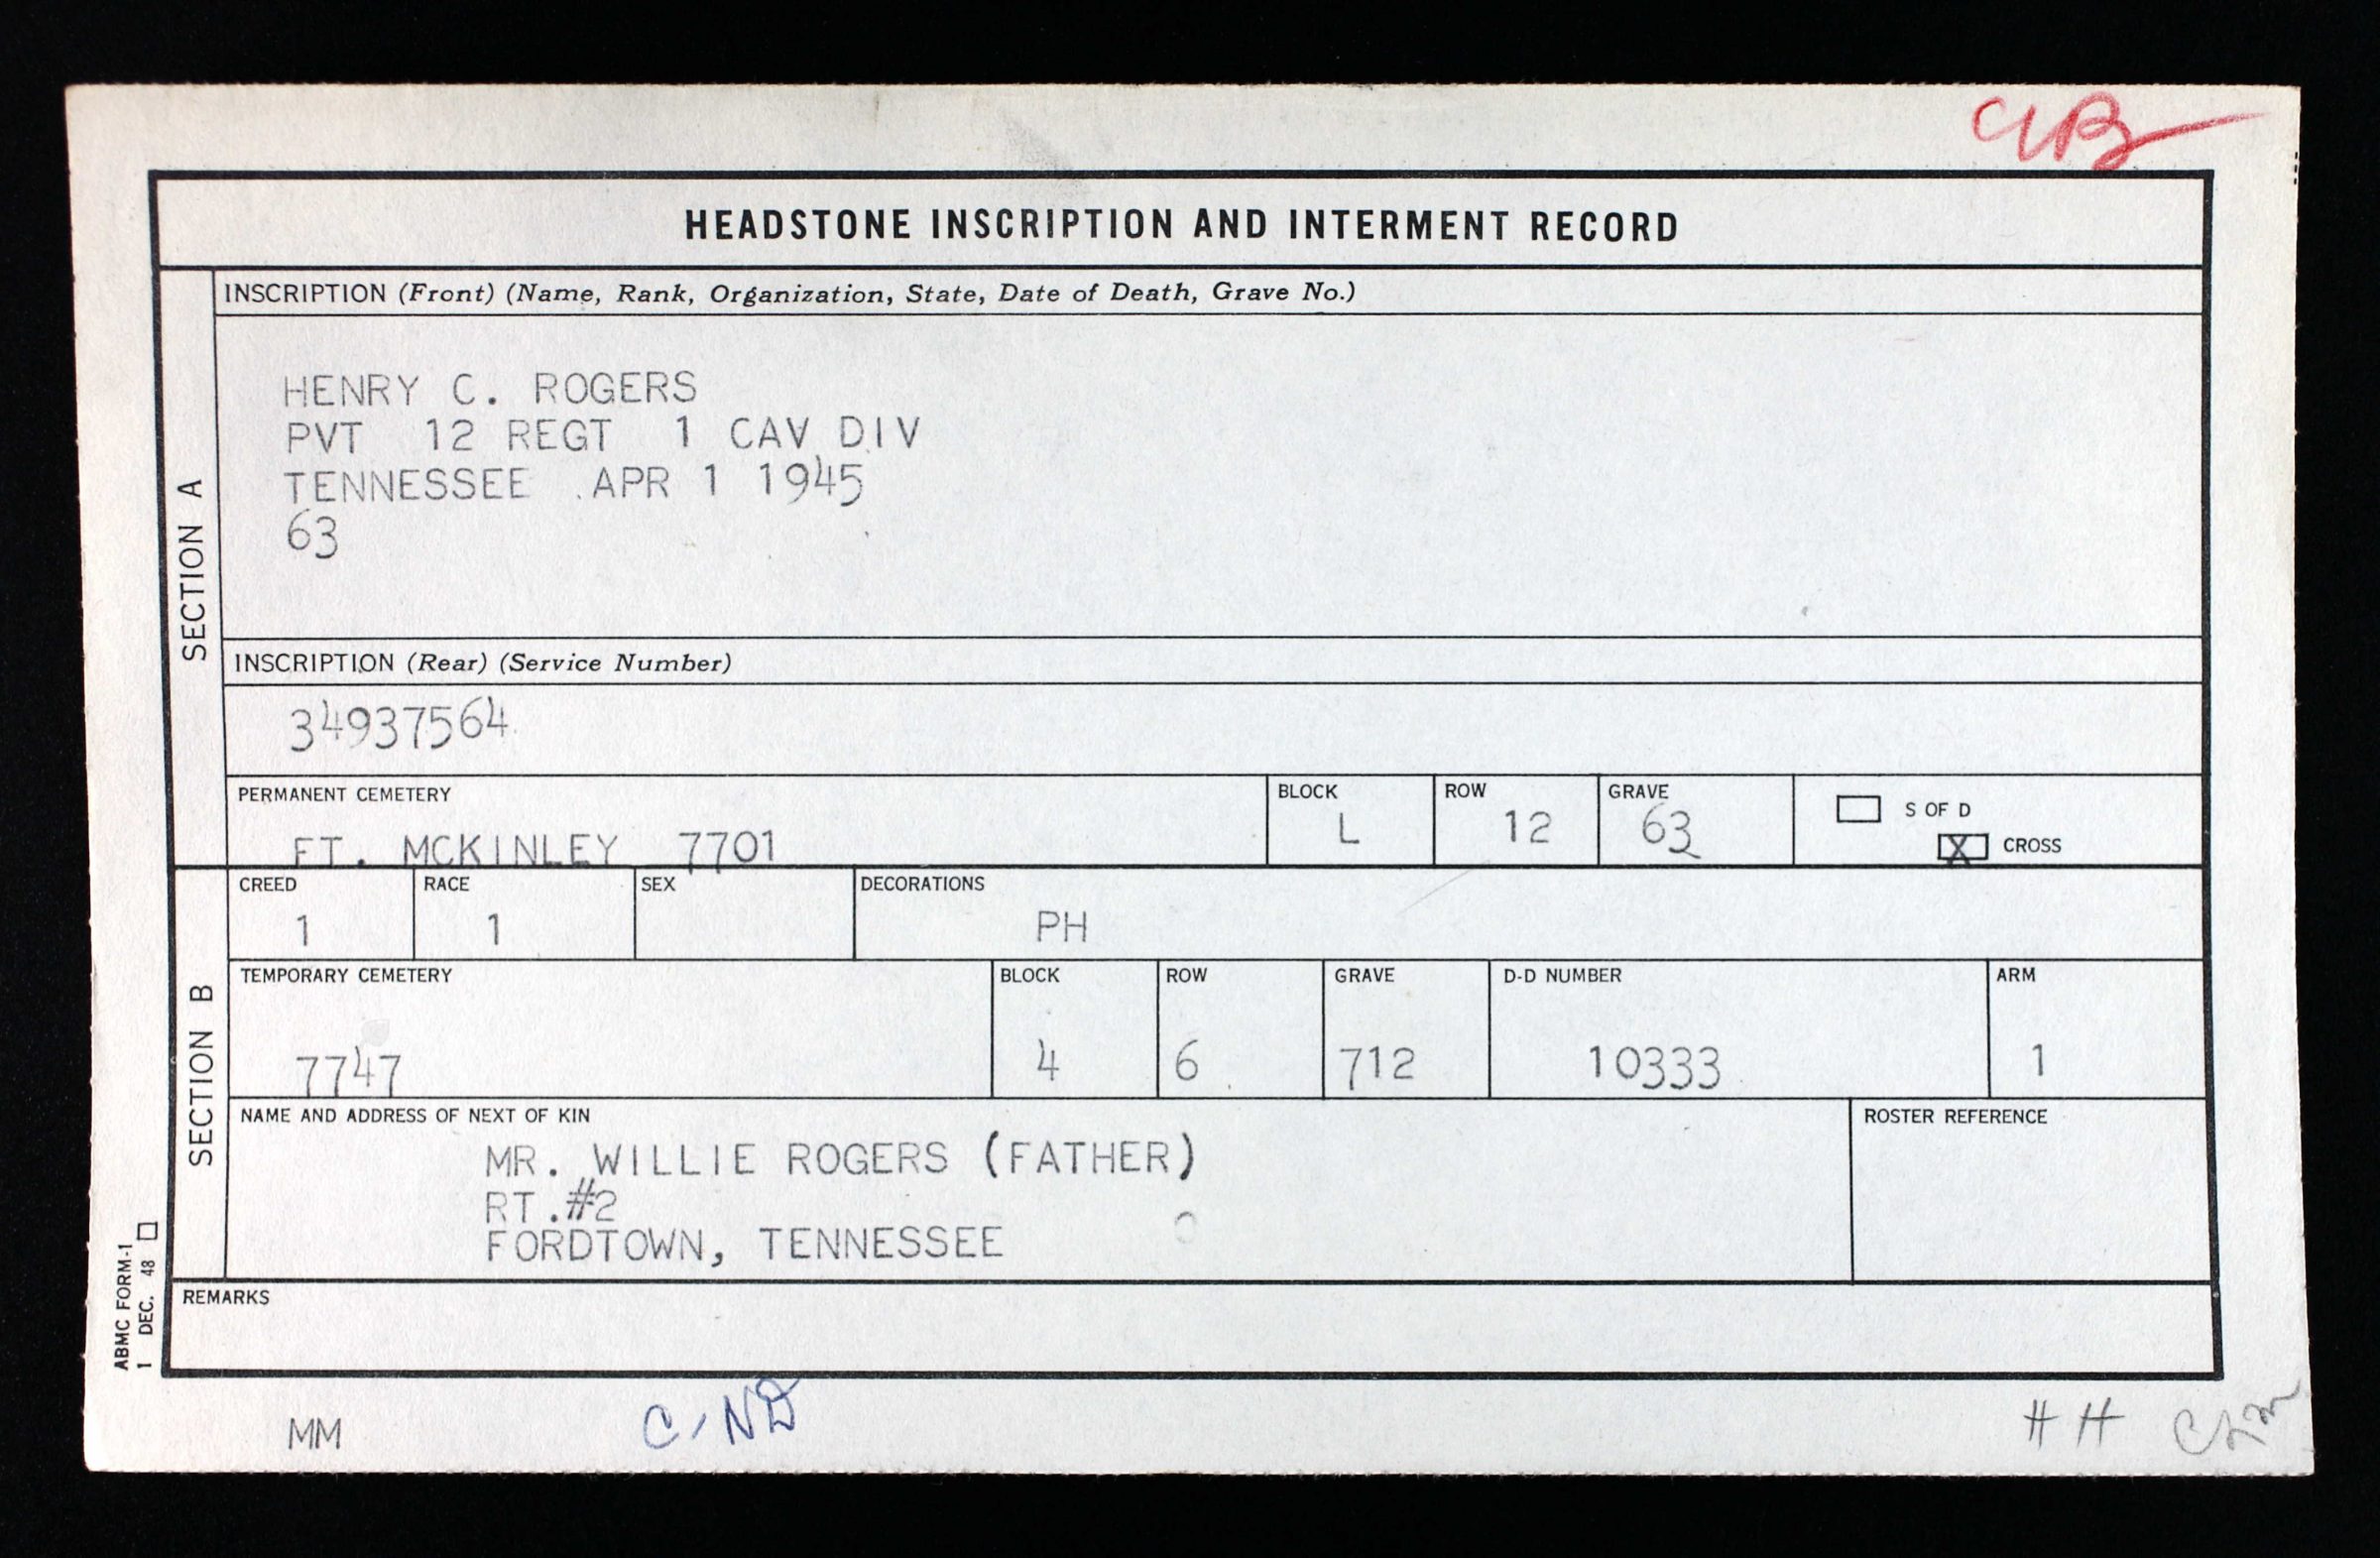 HEADSTONE INSCRIPTION AND INTERMENT RECORD
SECTION A
INSCRIPTION (Front) (Name, Rank, Organization, State, Date of Death, Grave No.)
HENRY C. ROGERS
PVT 12 REGT 1 CAV DIV
TENNESSEE APR 1 1945
63
INSCRIPTION (Rear) (Service Number)
34937564
PERMANENT CEMETERY
FT. MCKINLEY 7701
BLOCK
L
ROW
12
GRAVE
63
S OF D
X CROSS
SECTION B
CREED
1
RACE
1
SEX
DECORATIONS
PH
TEMPORARY CEMETERY
7747
BLOCK
4
ROW
6
GRAVE
712
D-D NUMBER
10333
ARM
1
NAME AND ADDRESS OF NEXT OF KIN
MR. WILLIE ROGERS (FATHER)
RT.#2
FORDTOWN, TENNESSEE
ROSTER REFERENCE
REMARKS
ABMC FORM-1
1 DEC. 48
MM